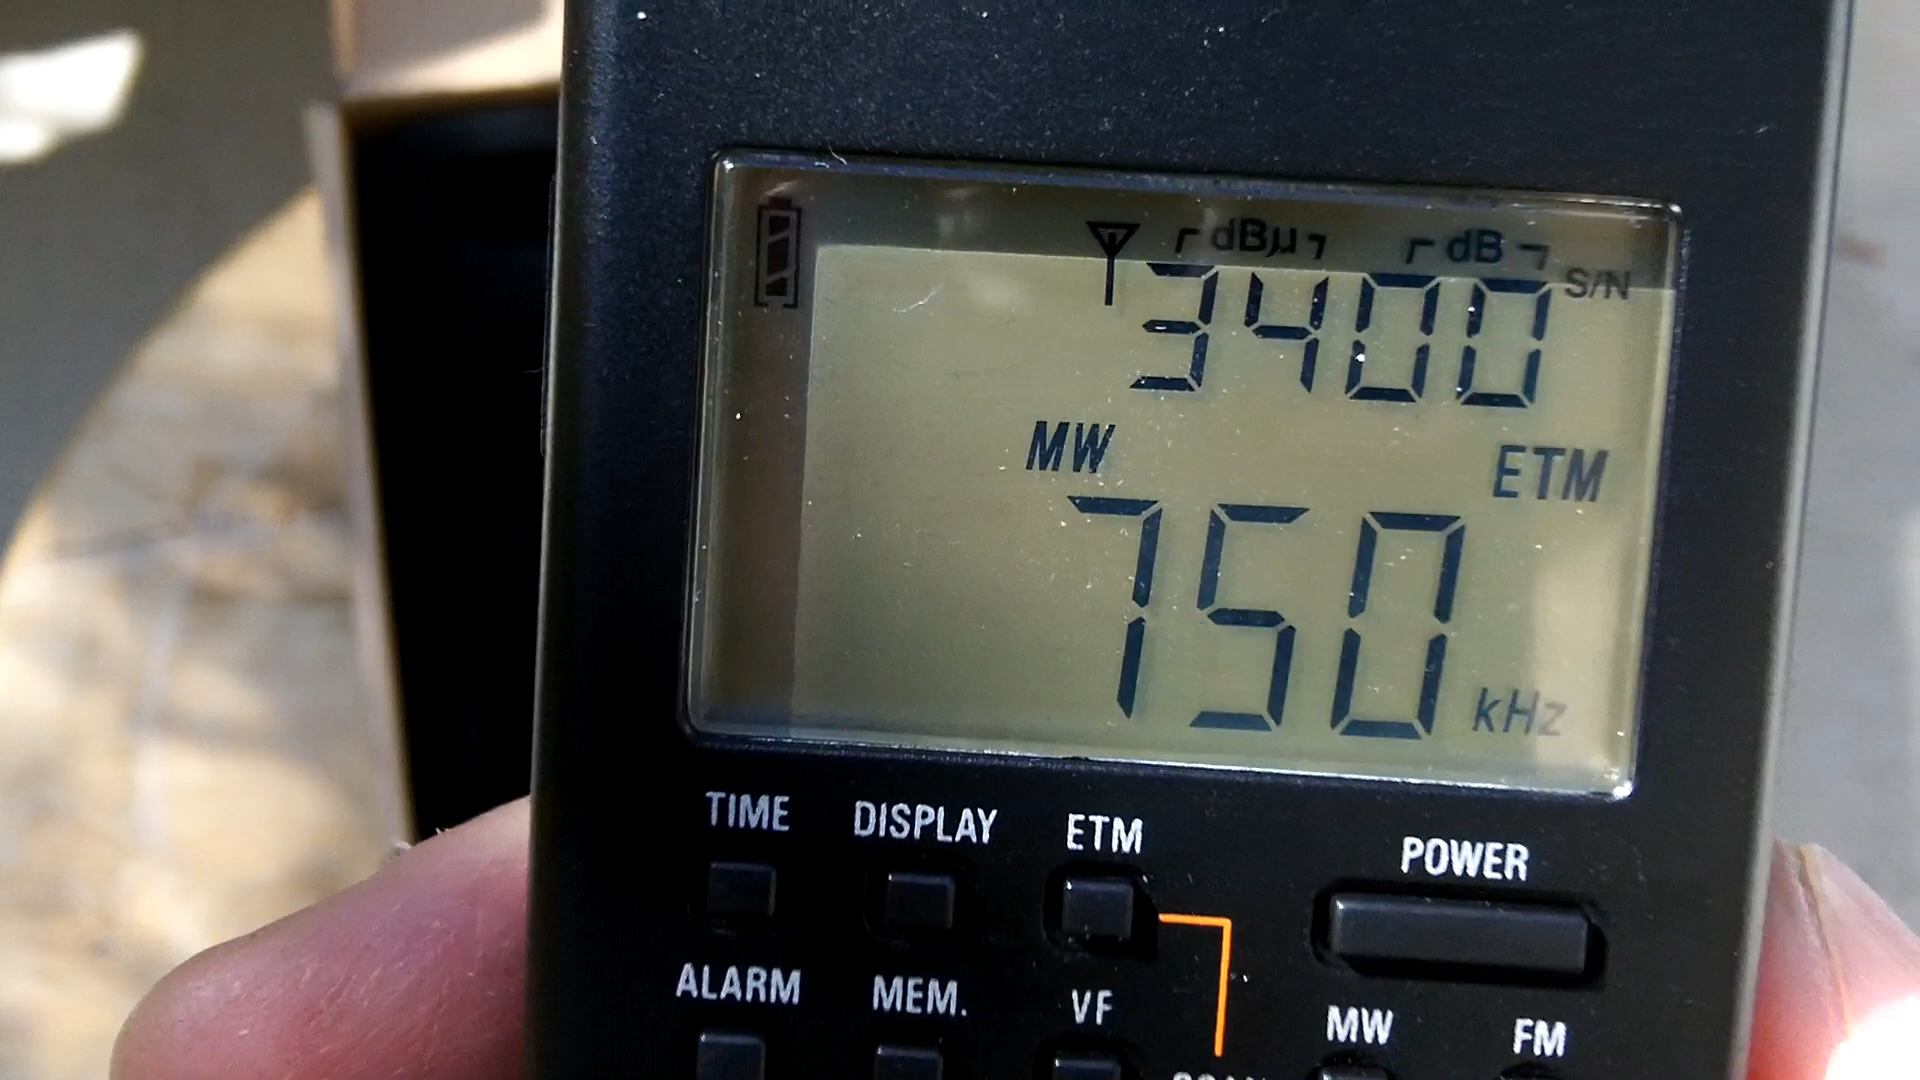 dBµ dB
3400 S/N
MW ETM
750 kHz
TIME DISPLAY ETM
POWER
ALARM MEM. VF
MW FM